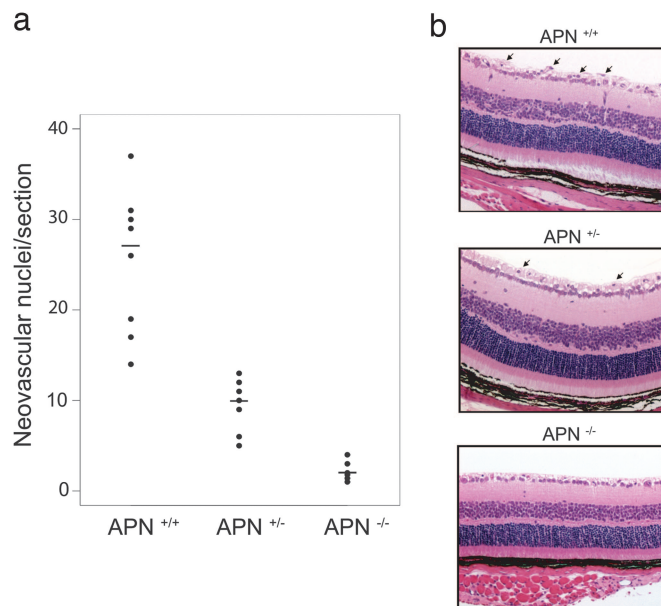 a
Neovascular nuclei/section
40
30
20
10
0
APN +/+
APN +/-
APN -/-
b
APN +/+
APN +/-
APN -/-